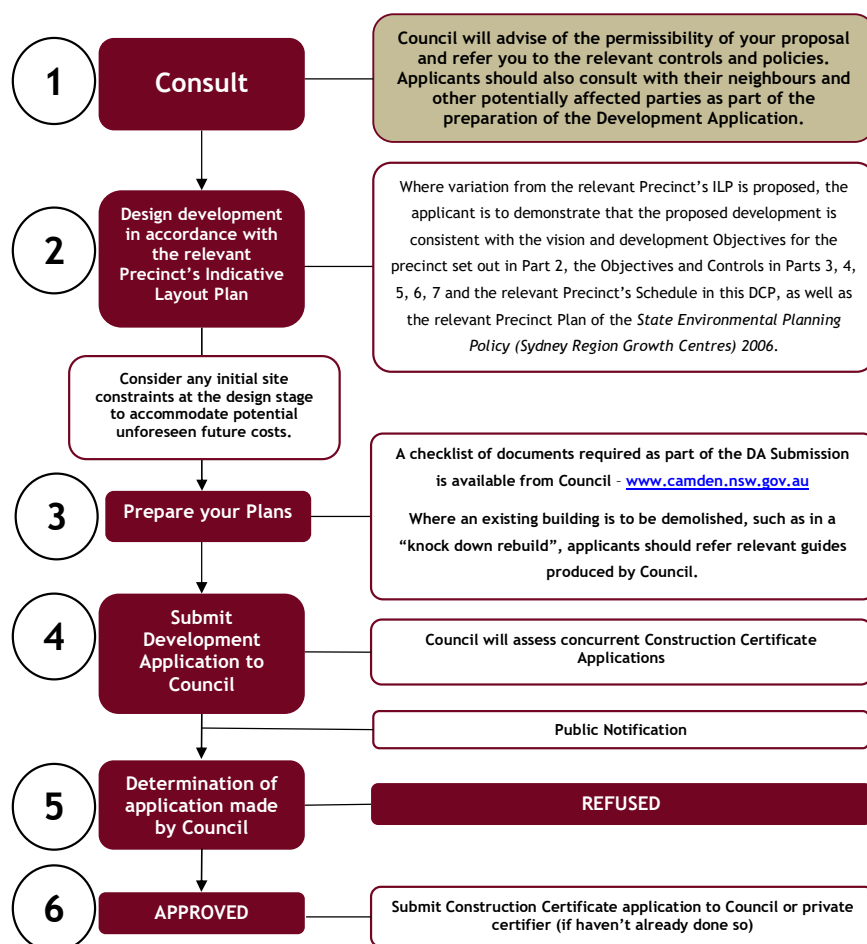 1
Consult
Council will advise of the permissibility of your proposal
and refer you to the relevant controls and policies.
Applicants should also consult with their neighbours and
other potentially affected parties as part of the
preparation of the Development Application.
2
Design development
in accordance with
the relevant
Precinct's Indicative
Layout Plan
Where variation from the relevant Precinct's ILP is proposed, the
applicant is to demonstrate that the proposed development is
consistent with the vision and development Objectives for the
precinct set out in Part 2, the Objectives and Controls in Parts 3, 4,
5, 6, 7 and the relevant Precinct's Schedule in this DCP, as well as
the relevant Precinct Plan of the State Environmental Planning
Policy (Sydney Region Growth Centres) 2006.
Consider any initial site
constraints at the design stage
to accommodate potential
unforeseen future costs.
3
Prepare your Plans
A checklist of documents required as part of the DA Submission
is available from Council – www.camden.nsw.gov.au
Where an existing building is to be demolished, such as in a
“knock down rebuild”, applicants should refer relevant guides
produced by Council.
4
Submit
Development
Application to
Council
Council will assess concurrent Construction Certificate
Applications
Public Notification
5
Determination of
application made
by Council
REFUSED
6
APPROVED
Submit Construction Certificate application to Council or private
certifier (if haven't already done so)